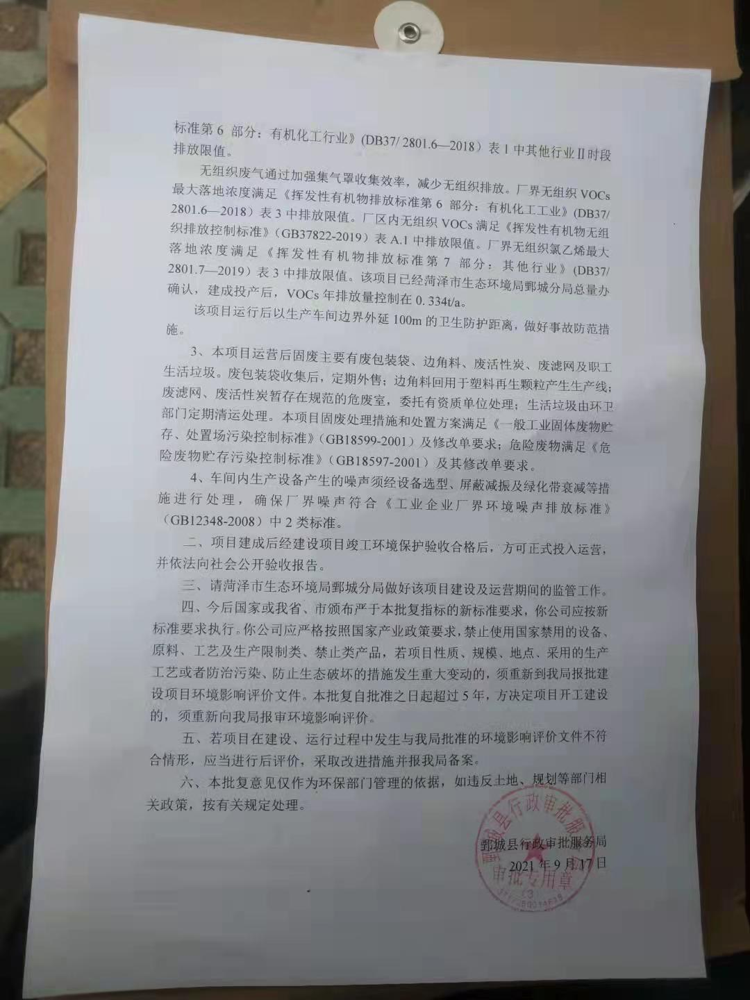 标准第6 部分：有机化工行业》(DB37/ 2801.6—2018）表 1 中其他行业Ⅱ时段
排放限值。
无组织废气通过加强集气罩收集效率，减少无组织排放。厂界无组织 VOCs
最大落地浓度满足《挥发性有机物排放标准第 6 部分：有机化工工业》(DB37/
2801.6—2018）表 3 中排放限值。厂区内无组织 VOCs 满足《挥发性有机物无组
织排放控制标准》（GB37822-2019）表 A.1 中排放限值。厂界无组织氯乙烯最大
落地浓度满足《挥发性有机物排放标准第 7 部分：其他行业》(DB37/
2801.7—2019）表 3 中排放限值。该项目已经菏泽市生态环境局鄄城分局总量办
确认，建成投产后，VOCs 年排放量控制在 0.334t/a。
该项目运行后以生产车间边界外延 100m 的卫生防护距离，做好事故防范措
施。
3、本项目运营后固废主要有废包装袋、边角料、废活性炭、废滤网及职工
生活垃圾。废包装袋收集后，定期外售；边角料回用于塑料再生颗粒产生生产线；
废滤网、废活性炭暂存在规范的危废室，委托有资质单位处理；生活垃圾由环卫
部门定期清运处理。本项目固废处理措施和处置方案满足《一般工业固体废物贮
存、处置场污染控制标准》（GB18599-2001）及修改单要求；危险废物满足《危
险废物贮存污染控制标准》（GB18597-2001）及其修改单要求。
4、车间内生产设备产生的噪声须经设备选型、屏蔽减振及绿化带衰减等措
施进行处理，确保厂界噪声符合《工业企业厂界环境噪声排放标准》
（GB12348-2008）中 2 类标准。
二、项目建成后经建设项目竣工环境保护验收合格后，方可正式投入运营，
并依法向社会公开验收报告。
三、请菏泽市生态环境局鄄城分局做好该项目建设及运营期间的监管工作。
四、今后国家或我省、市颁布严于本批复指标的新标准要求，你公司应按新
标准要求执行。你公司应严格按照国家产业政策要求，禁止使用国家禁用的设备、
原料、工艺及生产限制类、禁止类产品，若项目性质、规模、地点、采用的生产
工艺或者防治污染、防止生态破坏的措施发生重大变动的，须重新到我局报批建
设项目环境影响评价文件。本批复自批准之日起超过 5 年，方决定项目开工建设
的，须重新向我局报审环境影响评价。
五、若项目在建设、运行过程中发生与我局批准的环境影响评价文件不符
合情形，应当进行后评价，采取改进措施并报我局备案。
六、本批复意见仅作为环保部门管理的依据，如违反土地、规划等部门相
关政策，按有关规定处理。
鄄城县行政审批服务局
2021 年 9 月 17 日
鄄城县行政审批服务局
审批专用章
(3)